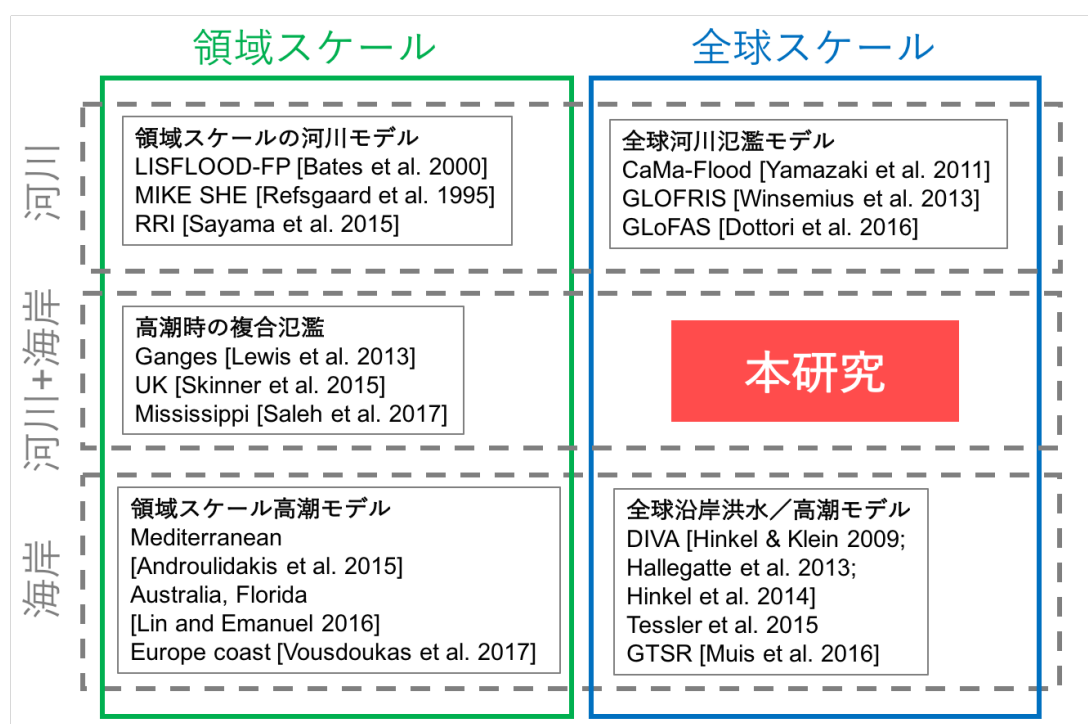 領域スケール
全球スケール
河川
領域スケールの河川モデル
LISFLOOD-FP [Bates et al. 2000]
MIKE SHE [Refsgaard et al. 1995]
RRI [Sayama et al. 2015]
全球河川氾濫モデル
CaMa-Flood [Yamazaki et al. 2011]
GLOFRIS [Winsemius et al. 2013]
GLoFAS [Dottori et al. 2016]
河川+海岸
高潮時の複合氾濫
Ganges [Lewis et al. 2013]
UK [Skinner et al. 2015]
Mississippi [Saleh et al. 2017]
本研究
海岸
領域スケール高潮モデル
Mediterranean
[Androulidakis et al. 2015]
Australia, Florida
[Lin and Emanuel 2016]
Europe coast [Vousdoukas et al. 2017]
全球沿岸洪水／高潮モデル
DIVA [Hinkel & Klein 2009;
Hallegatte et al. 2013;
Hinkel et al. 2014]
Tessler et al. 2015
GTSR [Muis et al. 2016]